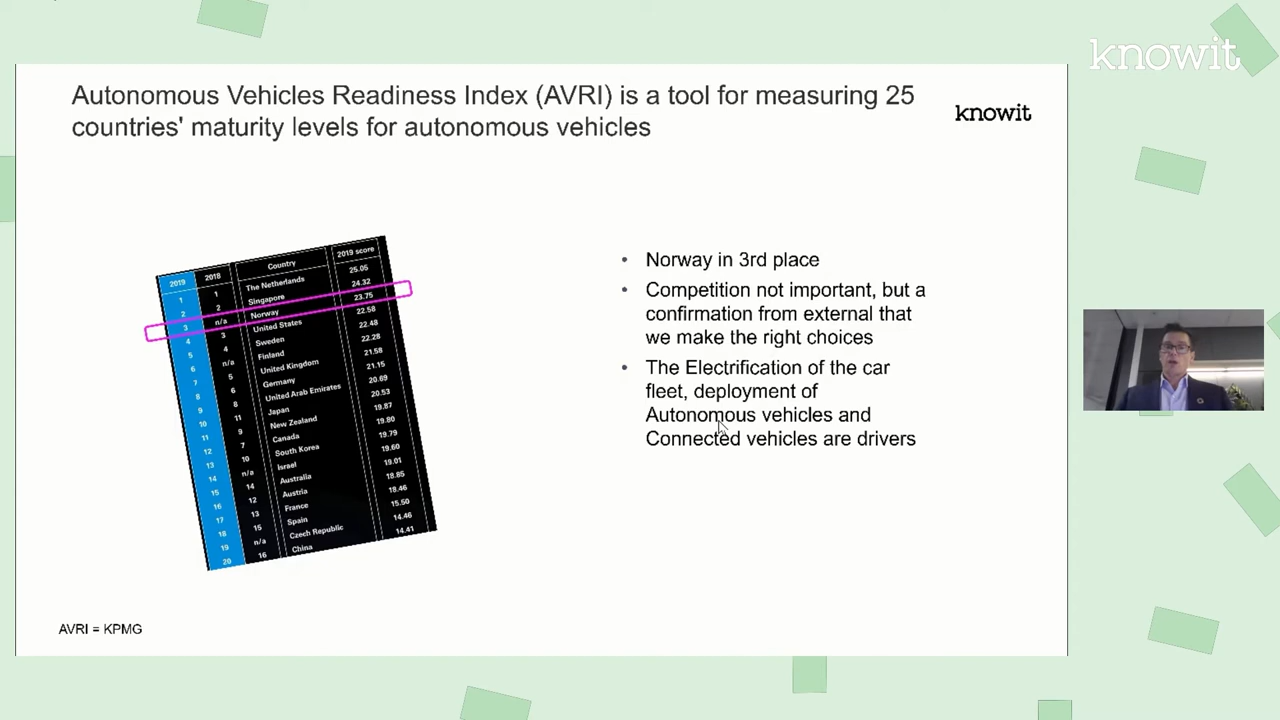 knowit
Autonomous Vehicles Readiness Index (AVRI) is a tool for measuring 25
countries' maturity levels for autonomous vehicles
knowit
2019 2018 Country 2019 score
1 1 The Netherlands 25.05
2 2 Singapore 24.32
3 n/a Norway 23.75
4 3 United States 22.58
5 4 Sweden 22.48
6 n/a Finland 22.28
7 5 United Kingdom 21.58
8 6 Germany 21.15
9 8 United Arab Emirates 20.69
10 11 Japan 20.53
11 9 New Zealand 19.87
12 7 Canada 19.80
13 10 South Korea 19.79
14 n/a Israel 19.60
15 14 Australia 19.01
16 12 Austria 18.85
17 13 France 18.46
18 15 Spain 15.50
19 n/a Czech Republic 14.46
20 16 China 14.41
• Norway in 3rd place
• Competition not important, but a
confirmation from external that
we make the right choices
• The Electrification of the car
fleet, deployment of
Autonomous vehicles and
Connected vehicles are drivers
AVRI = KPMG